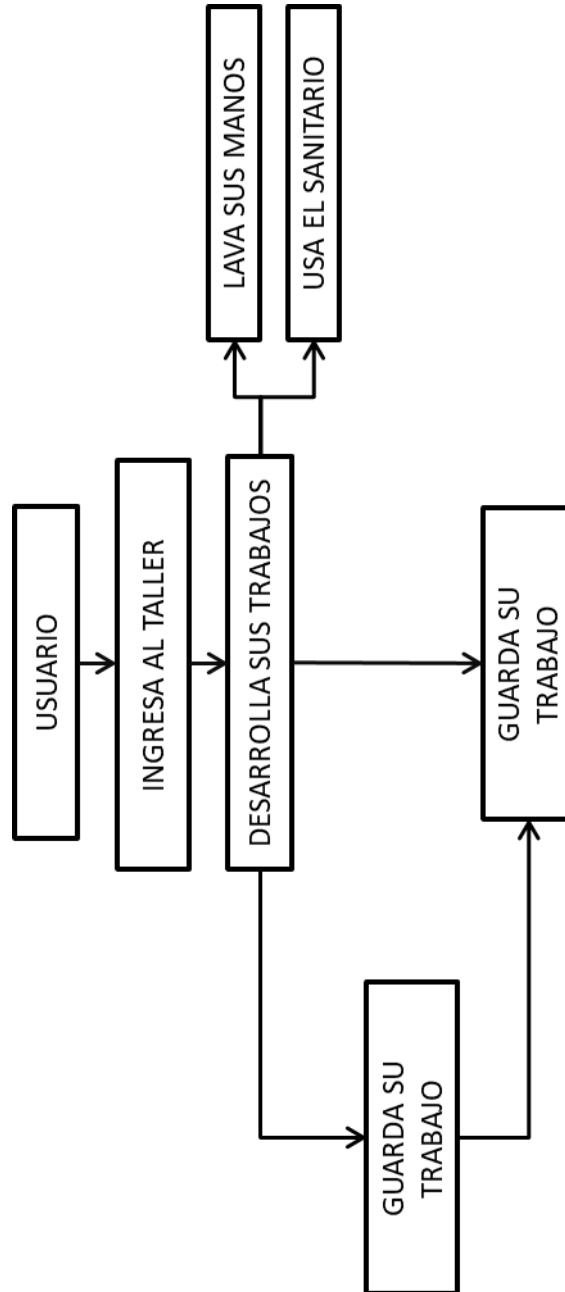 USUARIO
INGRESA AL TALLER
DESARROLLA SUS TRABAJOS
LAVA SUS MANOS
USA EL SANITARIO
GUARDA SU
TRABAJO
GUARDA SU
TRABAJO